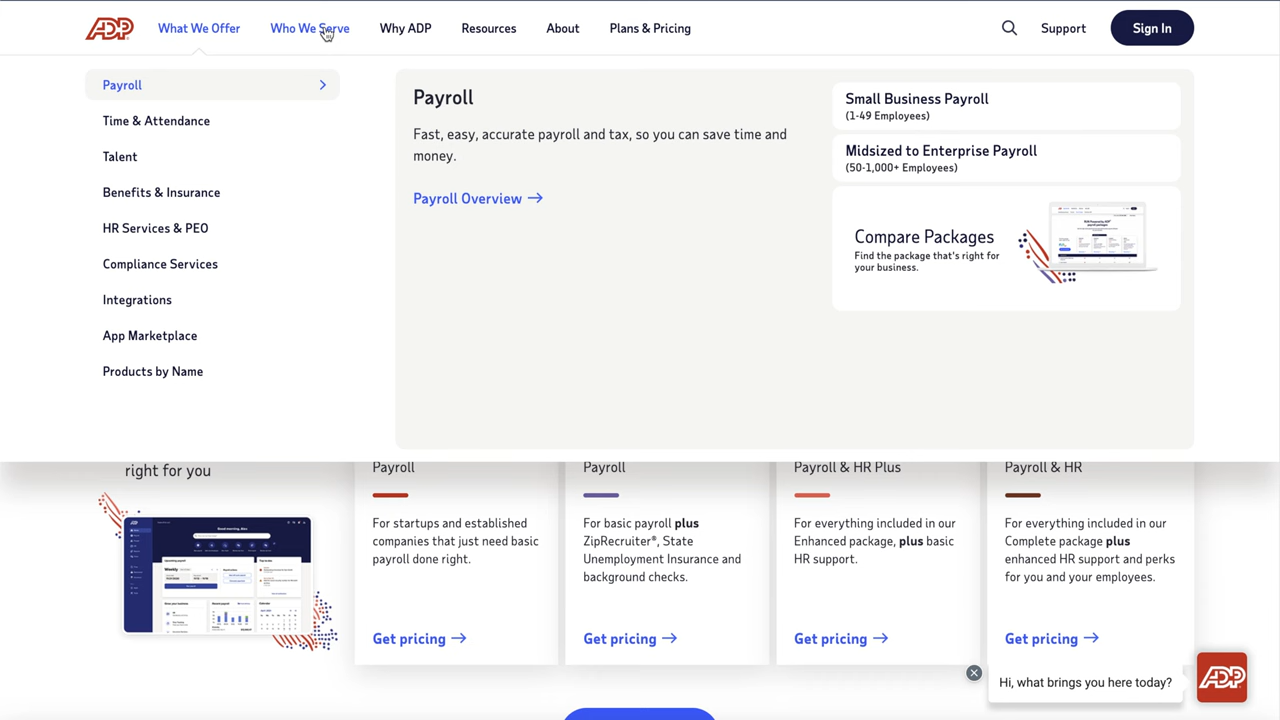 ADP
What We Offer
Who We Serve
Why ADP
Resources
About
Plans & Pricing
Support
Sign In
Payroll
Time & Attendance
Talent
Benefits & Insurance
HR Services & PEO
Compliance Services
Integrations
App Marketplace
Products by Name
Payroll
Fast, easy, accurate payroll and tax, so you can save time and
money.
Payroll Overview →
Small Business Payroll
(1-49 Employees)
Midsized to Enterprise Payroll
(50-1,000+ Employees)
Compare Packages
Find the package that's right for
your business.
right for you
Payroll
For startups and established
companies that just need basic
payroll done right.
Get pricing →
Payroll
For basic payroll plus
ZipRecruiter®, State
Unemployment Insurance and
background checks.
Get pricing →
Payroll & HR Plus
For everything included in our
Enhanced package, plus basic
HR support.
Get pricing →
Payroll & HR
For everything included in our
Complete package plus
enhanced HR support and perks
for you and your employees.
Get pricing →
Hi, what brings you here today?
ADP